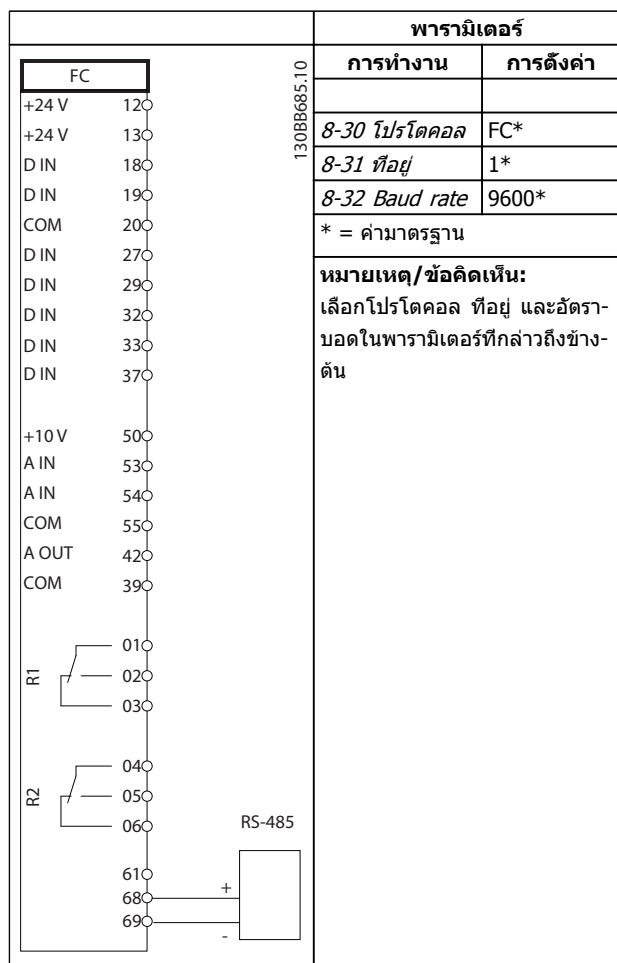 FC
130BB685.10
+24 V 12
+24 V 13
D IN 18
D IN 19
COM 20
D IN 27
D IN 29
D IN 32
D IN 33
D IN 37
+10 V 50
A IN 53
A IN 54
COM 55
A OUT 42
COM 39
R1
01
02
03
R2
04
05
06
RS-485
61
68 +
69 -
พารามิเตอร์
การทำงาน การตั้งค่า
8-30 โปรโตคอล FC*
8-31 ที่อยู่ 1*
8-32 Baud rate 9600*
* = ค่ามาตรฐาน
หมายเหตุ/ข้อคิดเห็น:
เลือกโปรโตคอล ที่อยู่ และอัตรา-
บอดในพารามิเตอร์ที่กล่าวถึงข้าง-
ต้น